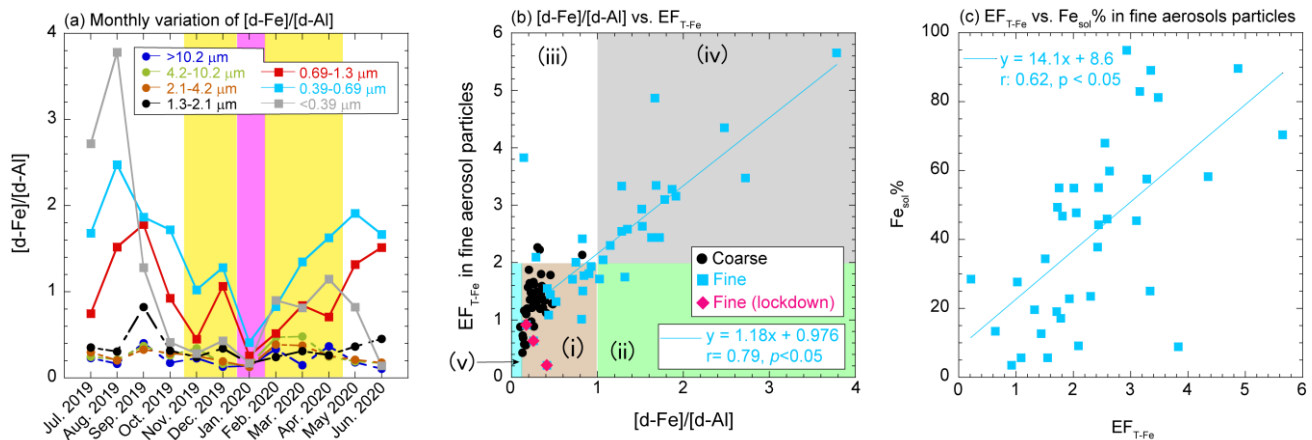 (a) Monthly variation of [d-Fe]/[d-Al]
4
3
2
1
0
[d-Fe]/[d-Al]
>10.2 μm
4.2-10.2 μm
2.1-4.2 μm
1.3-2.1 μm
0.69-1.3 μm
0.39-0.69 μm
<0.39 μm
Jul. 2019
Aug. 2019
Sep. 2019
Oct. 2019
Nov. 2019
Dec. 2019
Jan. 2020
Feb. 2020
Mar. 2020
Apr. 2020
May 2020
Jun. 2020
(b) [d-Fe]/[d-Al] vs. EFT-Fe
6
5
4
3
2
1
0
EFT-Fe in fine aerosol particles
(iii)
(iv)
Coarse
Fine
Fine (lockdown)
y = 1.18x + 0.976
r= 0.79, p<0.05
(i)
(ii)
(v)
0 1 2 3 4
[d-Fe]/[d-Al]
(c) EFT-Fe vs. Fesol% in fine aerosols particles
100
80
60
40
20
0
Fesol%
y = 14.1x + 8.6
r: 0.62, p < 0.05
0 1 2 3 4 5 6
EFT-Fe